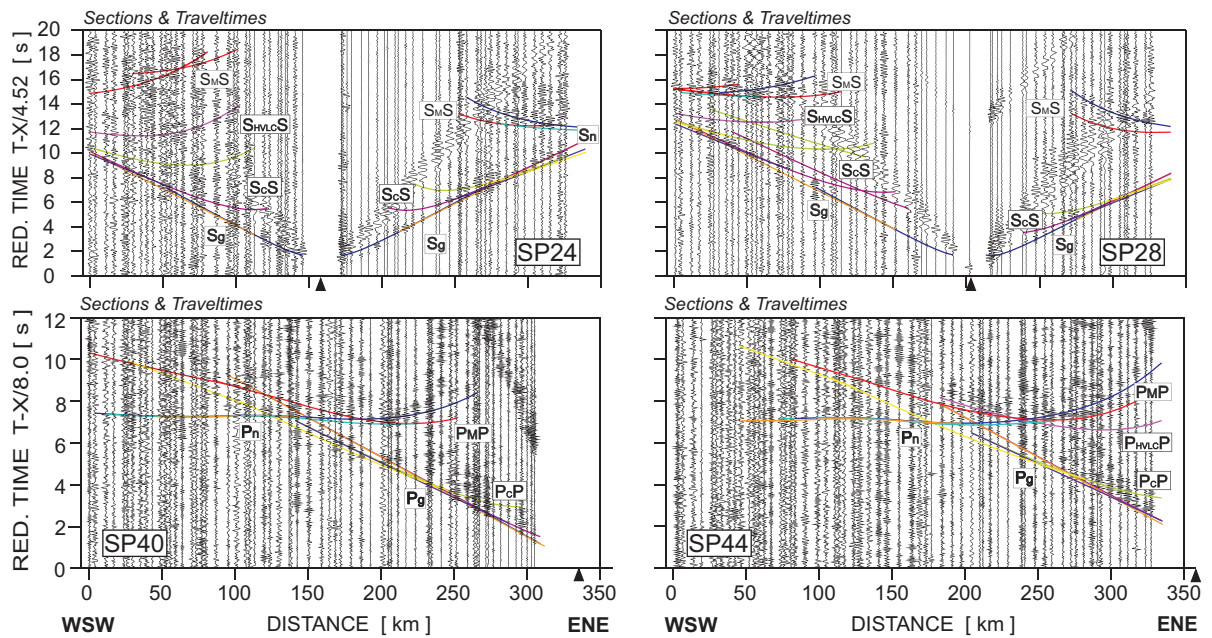 Sections & Traveltimes
Sections & Traveltimes
RED. TIME T-X/4.52 [ s ]
20
18
16
14
12
10
8
6
4
2
0
SMS
SHVLCS
ScS
Sg
SMS
Sn
ScS
Sg
SP24
SMS
SHVLCS
ScS
SMS
ScS
Sg
SP28
Sections & Traveltimes
Sections & Traveltimes
RED. TIME T-X/8.0 [ s ]
12
10
8
6
4
2
0
Pn
PMP
Pg
PcP
SP40
Pn
PMP
PHVLCP
Pg
PcP
SP44
0 50 100 150 200 250 300 350
0 50 100 150 200 250 300 350
WSW DISTANCE [ km ] ENE
WSW DISTANCE [ km ] ENE